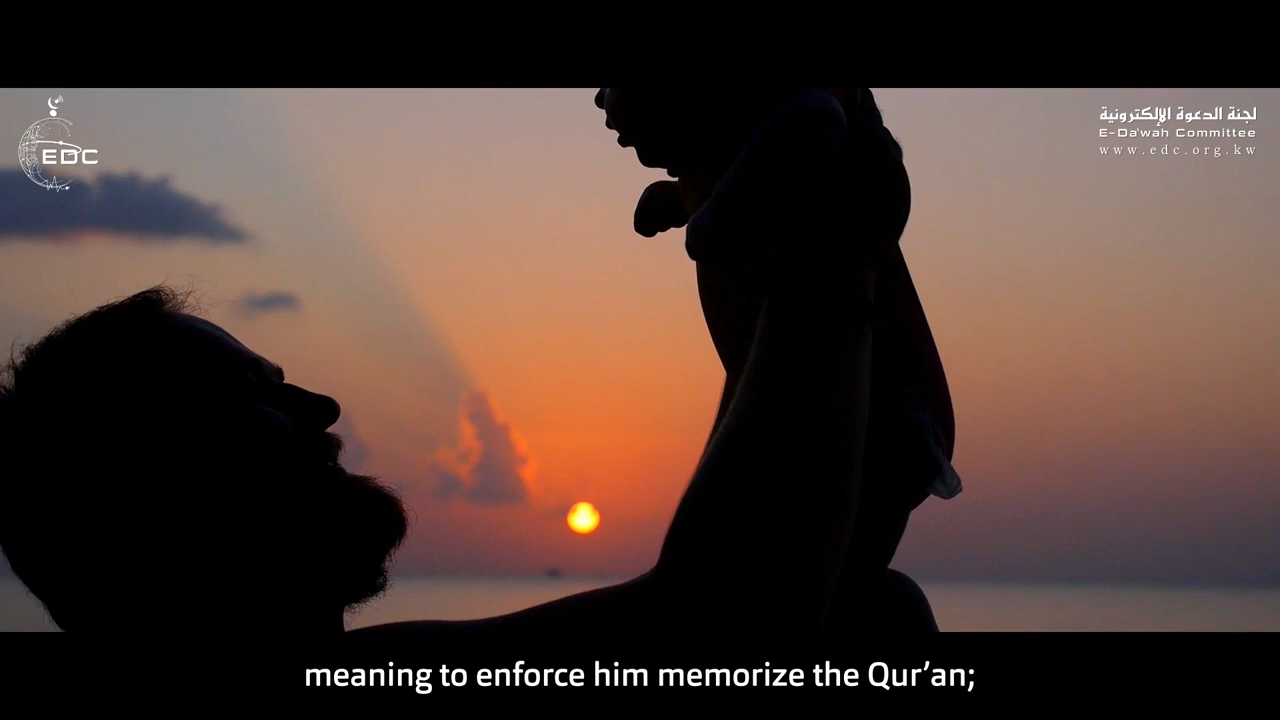 EDC
لجنة الدعوة الإلكترونية
E-Da'wah Committee
www.edc.org.kw
meaning to enforce him memorize the Qur’an;